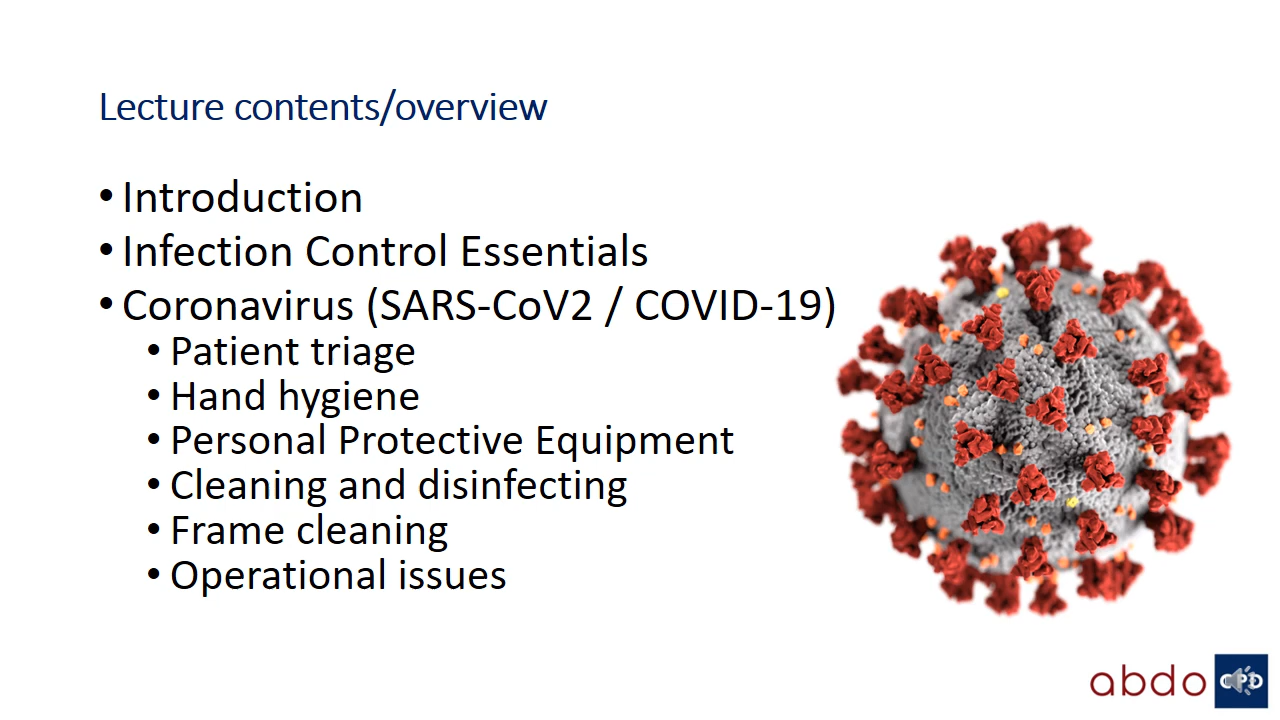 Lecture contents/overview
• Introduction
• Infection Control Essentials
• Coronavirus (SARS-CoV2 / COVID-19)
• Patient triage
• Hand hygiene
• Personal Protective Equipment
• Cleaning and disinfecting
• Frame cleaning
• Operational issues
abdo CPD